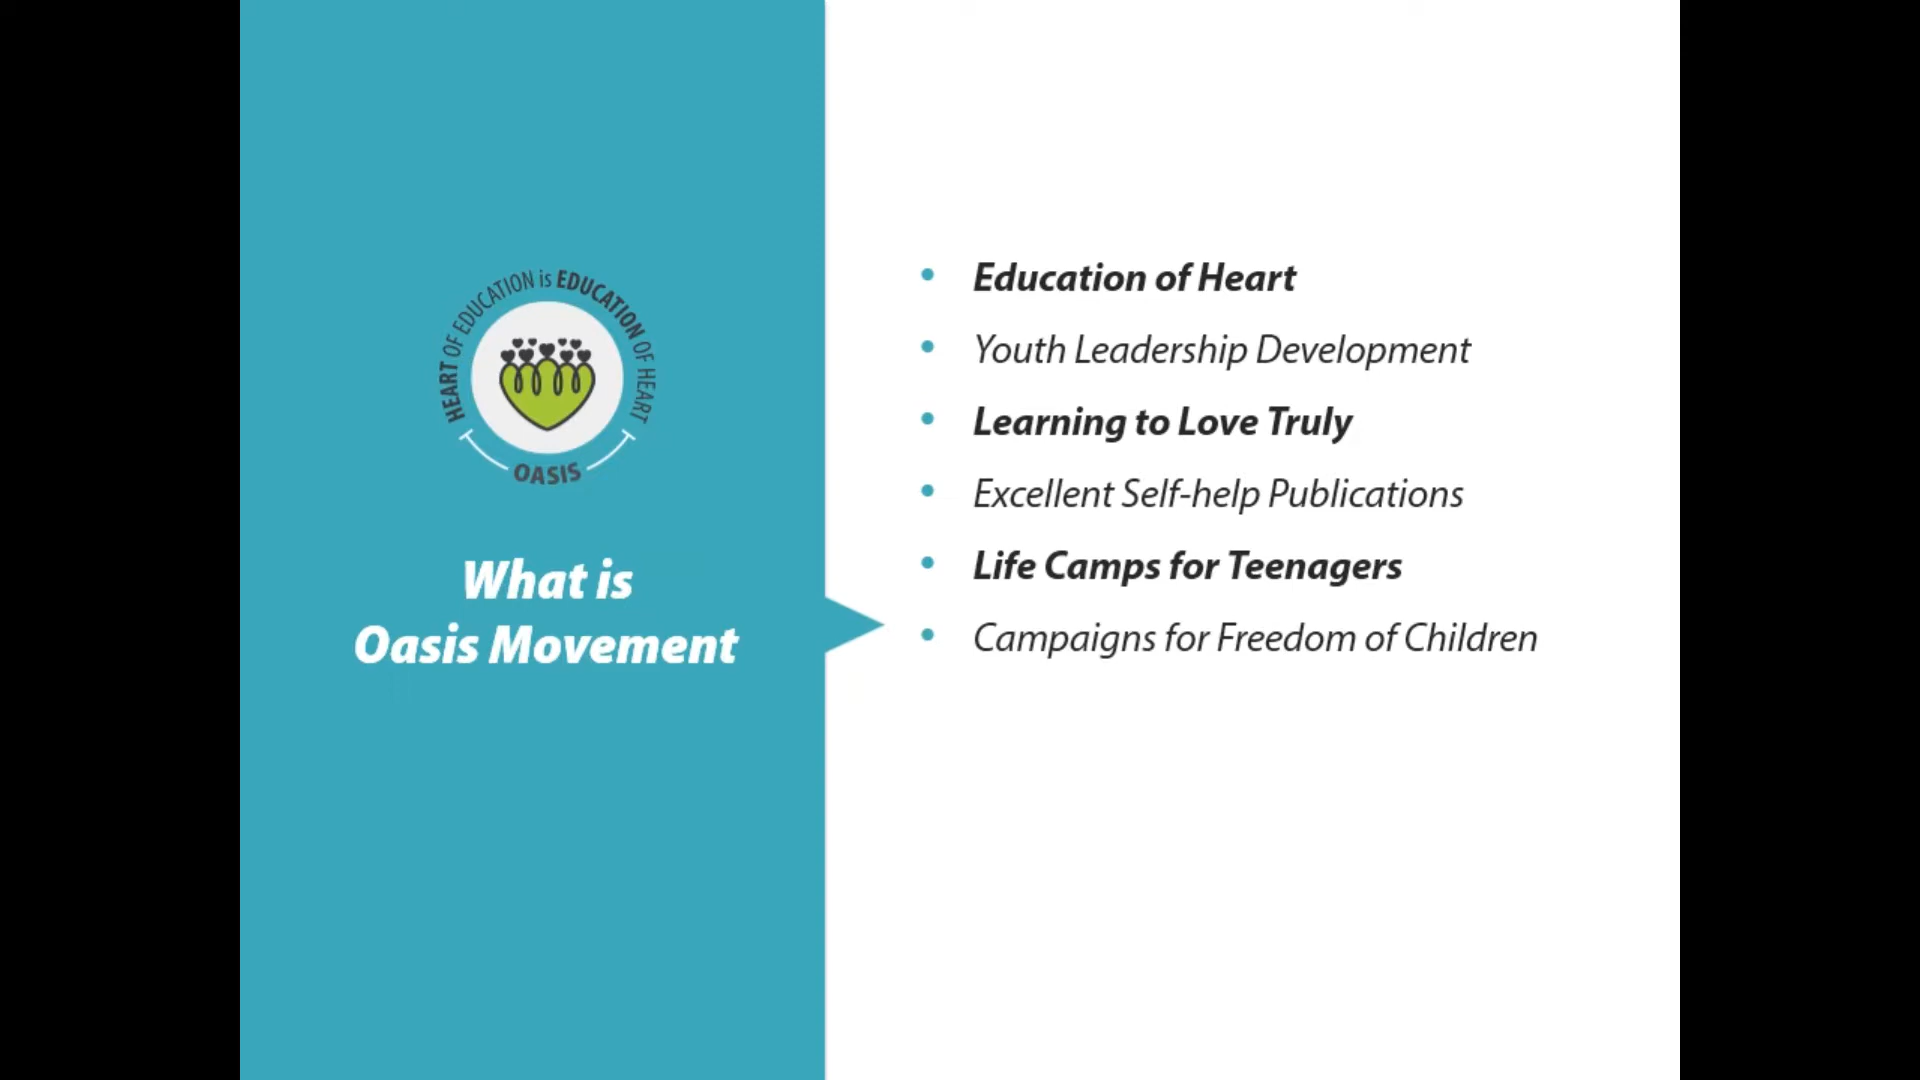 HEART OF EDUCATION is EDUCATION OF HEART
OASIS
What is
Oasis Movement
Education of Heart
Youth Leadership Development
Learning to Love Truly
Excellent Self-help Publications
Life Camps for Teenagers
Campaigns for Freedom of Children